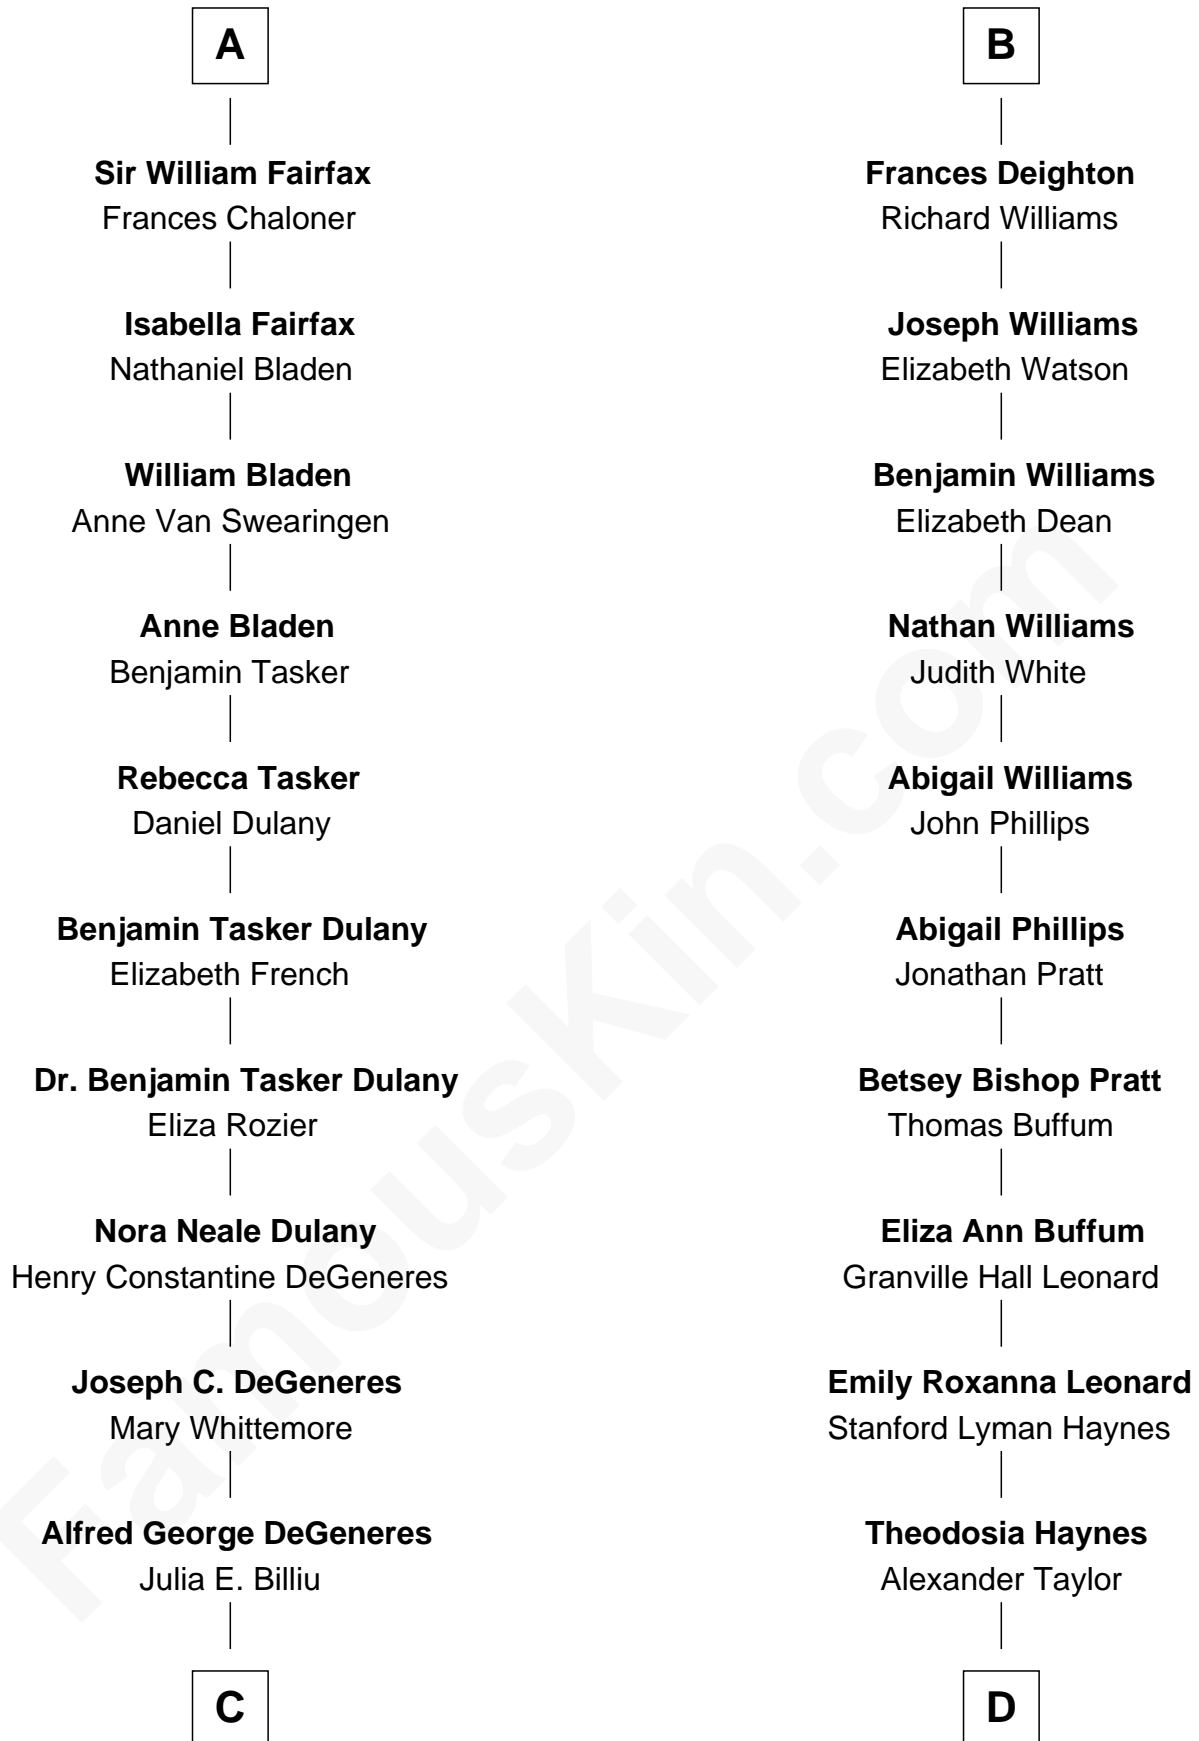 A
Sir William Fairfax
Frances Chaloner
Isabella Fairfax
Nathaniel Bladen
William Bladen
Anne Van Swearingen
Anne Bladen
Benjamin Tasker
Rebecca Tasker
Daniel Dulany
Benjamin Tasker Dulany
Elizabeth French
Dr. Benjamin Tasker Dulany
Eliza Rozier
Nora Neale Dulany
Henry Constantine DeGeneres
Joseph C. DeGeneres
Mary Whittemore
Alfred George DeGeneres
Julia E. Billiu
C
B
Frances Deighton
Richard Williams
Joseph Williams
Elizabeth Watson
Benjamin Williams
Elizabeth Dean
Nathan Williams
Judith White
Abigail Williams
John Phillips
Abigail Phillips
Jonathan Pratt
Betsey Bishop Pratt
Thomas Buffum
Eliza Ann Buffum
Granville Hall Leonard
Emily Roxanna Leonard
Stanford Lyman Haynes
Theodosia Haynes
Alexander Taylor
D
FamousKin.com